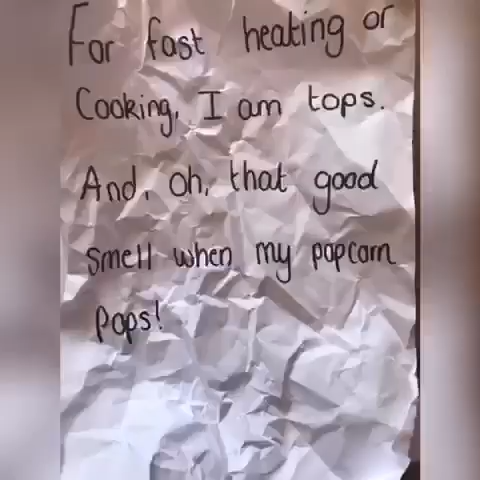 For fast heating or
Cooking, I am tops.
And, oh, that good
smell when my popcorn
pops!